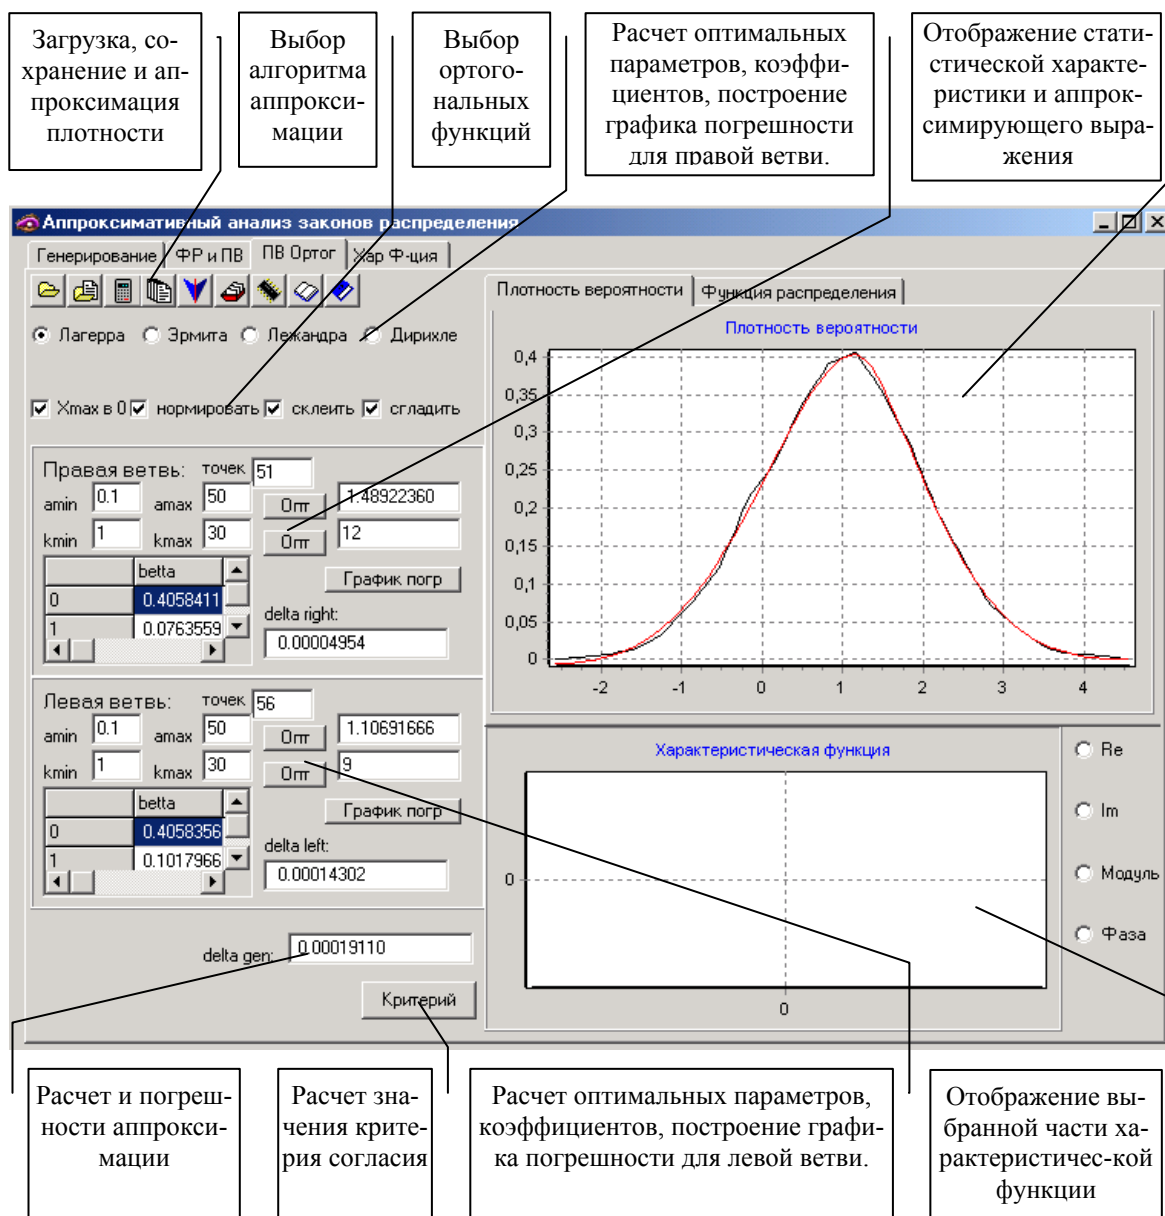 Загрузка, со-
хранение и ап-
проксимация
плотности
Выбор
алгоритма
аппрокси-
мации
Выбор
ортого-
нальных
функций
Расчет оптимальных
параметров, коэффи-
циентов, построение
графика погрешности
для правой ветви.
Отображение стати-
стической характе-
ристики и аппрок-
симирующего выра-
жения
Аппроксимативный анализ законов распределения
Генерирование ФР и ПВ ПВ Ортог Хар Ф-ция
Лагерра Эрмита Лежандра Дирихле
Xmax в 0 нормировать склеить сгладить
Правая ветвь: точек 51
amin 0.1 amax 50 Опт 1.48922360
kmin 1 kmax 30 Опт 12
betta
График погр
0 0.4058411
1 0.0763559
delta right:
0.00004954
Левая ветвь: точек 56
amin 0.1 amax 50 Опт 1.10691666
kmin 1 kmax 30 Опт 9
betta
График погр
0 0.4058356
1 0.1017966
delta left:
0.00014302
delta gen: 0.00019110
Критерий
Плотность вероятности Функция распределения
Плотность вероятности
0,4
0,35
0,3
0,25
0,2
0,15
0,1
0,05
0
-2 -1 0 1 2 3 4
Характеристическая функция
0
0
Re
Im
Модуль
Фаза
Расчет и погреш-
ности аппрокси-
мации
Расчет зна-
чения крите-
рия согласия
Расчет оптимальных параметров,
коэффициентов, построение графи-
ка погрешности для левой ветви.
Отображение вы-
бранной части ха-
рактеристичес-кой
функции